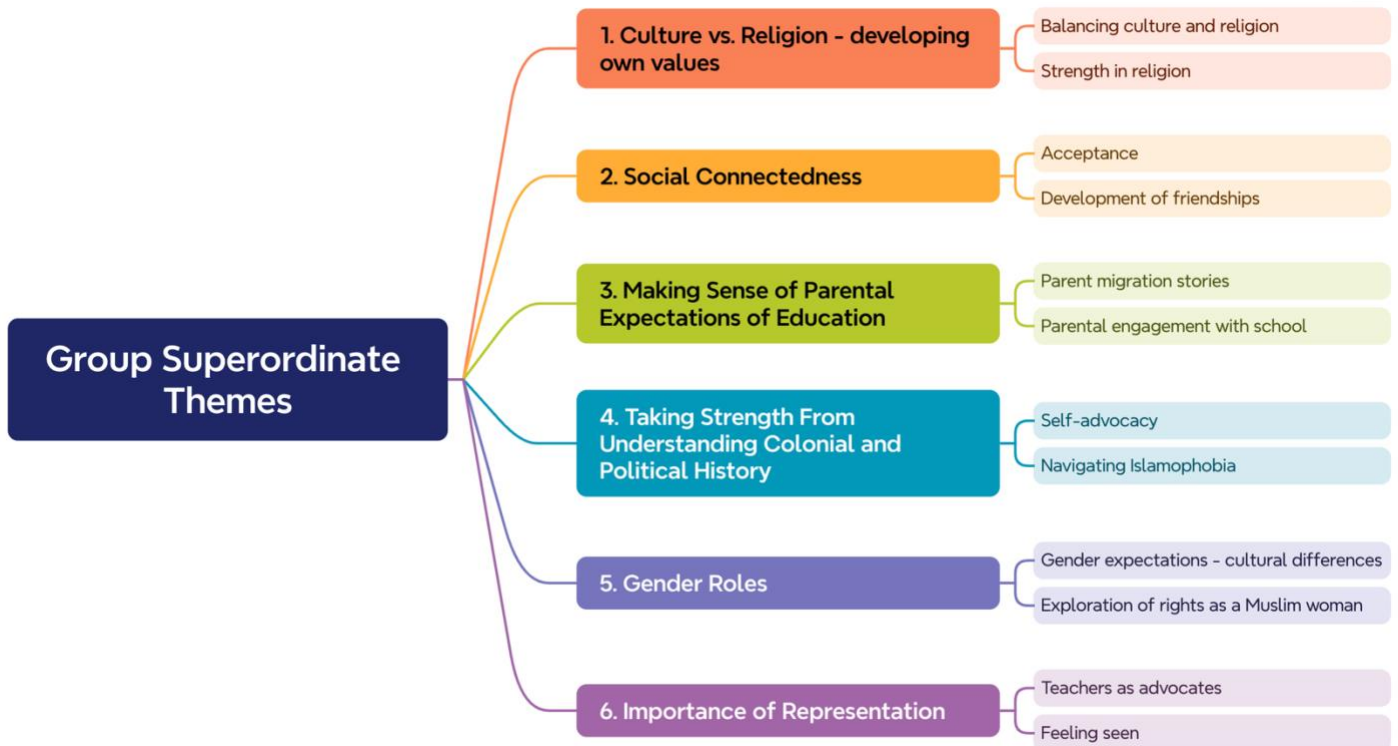 Group Superordinate
Themes
1. Culture vs. Religion - developing
own values
Balancing culture and religion
Strength in religion
2. Social Connectedness
Acceptance
Development of friendships
3. Making Sense of Parental
Expectations of Education
Parent migration stories
Parental engagement with school
4. Taking Strength From
Understanding Colonial and
Political History
Self-advocacy
Navigating Islamophobia
5. Gender Roles
Gender expectations - cultural differences
Exploration of rights as a Muslim woman
6. Importance of Representation
Teachers as advocates
Feeling seen